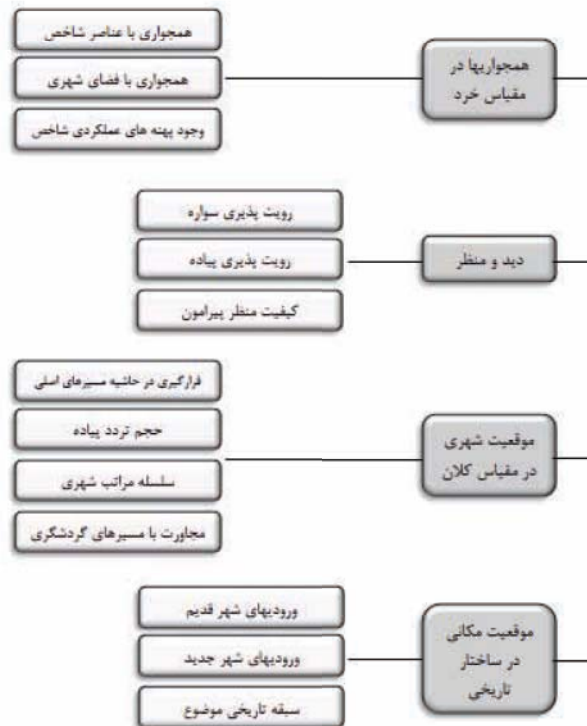 همجواریها در
مقیاس خرد
همجواری با عناصر شاخص
همجواری با فضای شهری
وجود پهنه های عملکردی شاخص
دید و منظر
رویت پذیری سواره
رویت پذیری پیاده
کیفیت منظر پیرامون
موقعیت شهری
در مقیاس کلان
قرارگیری در حاشیه مسیرهای اصلی
حجم تردد پیاده
سلسله مراتب شهری
مجاورت با مسیرهای گردشگری
موقعیت مکانی
در ساختار
تاریخی
ورودیهای شهر قدیم
ورودیهای شهر جدید
سبقه تاریخی موضوع